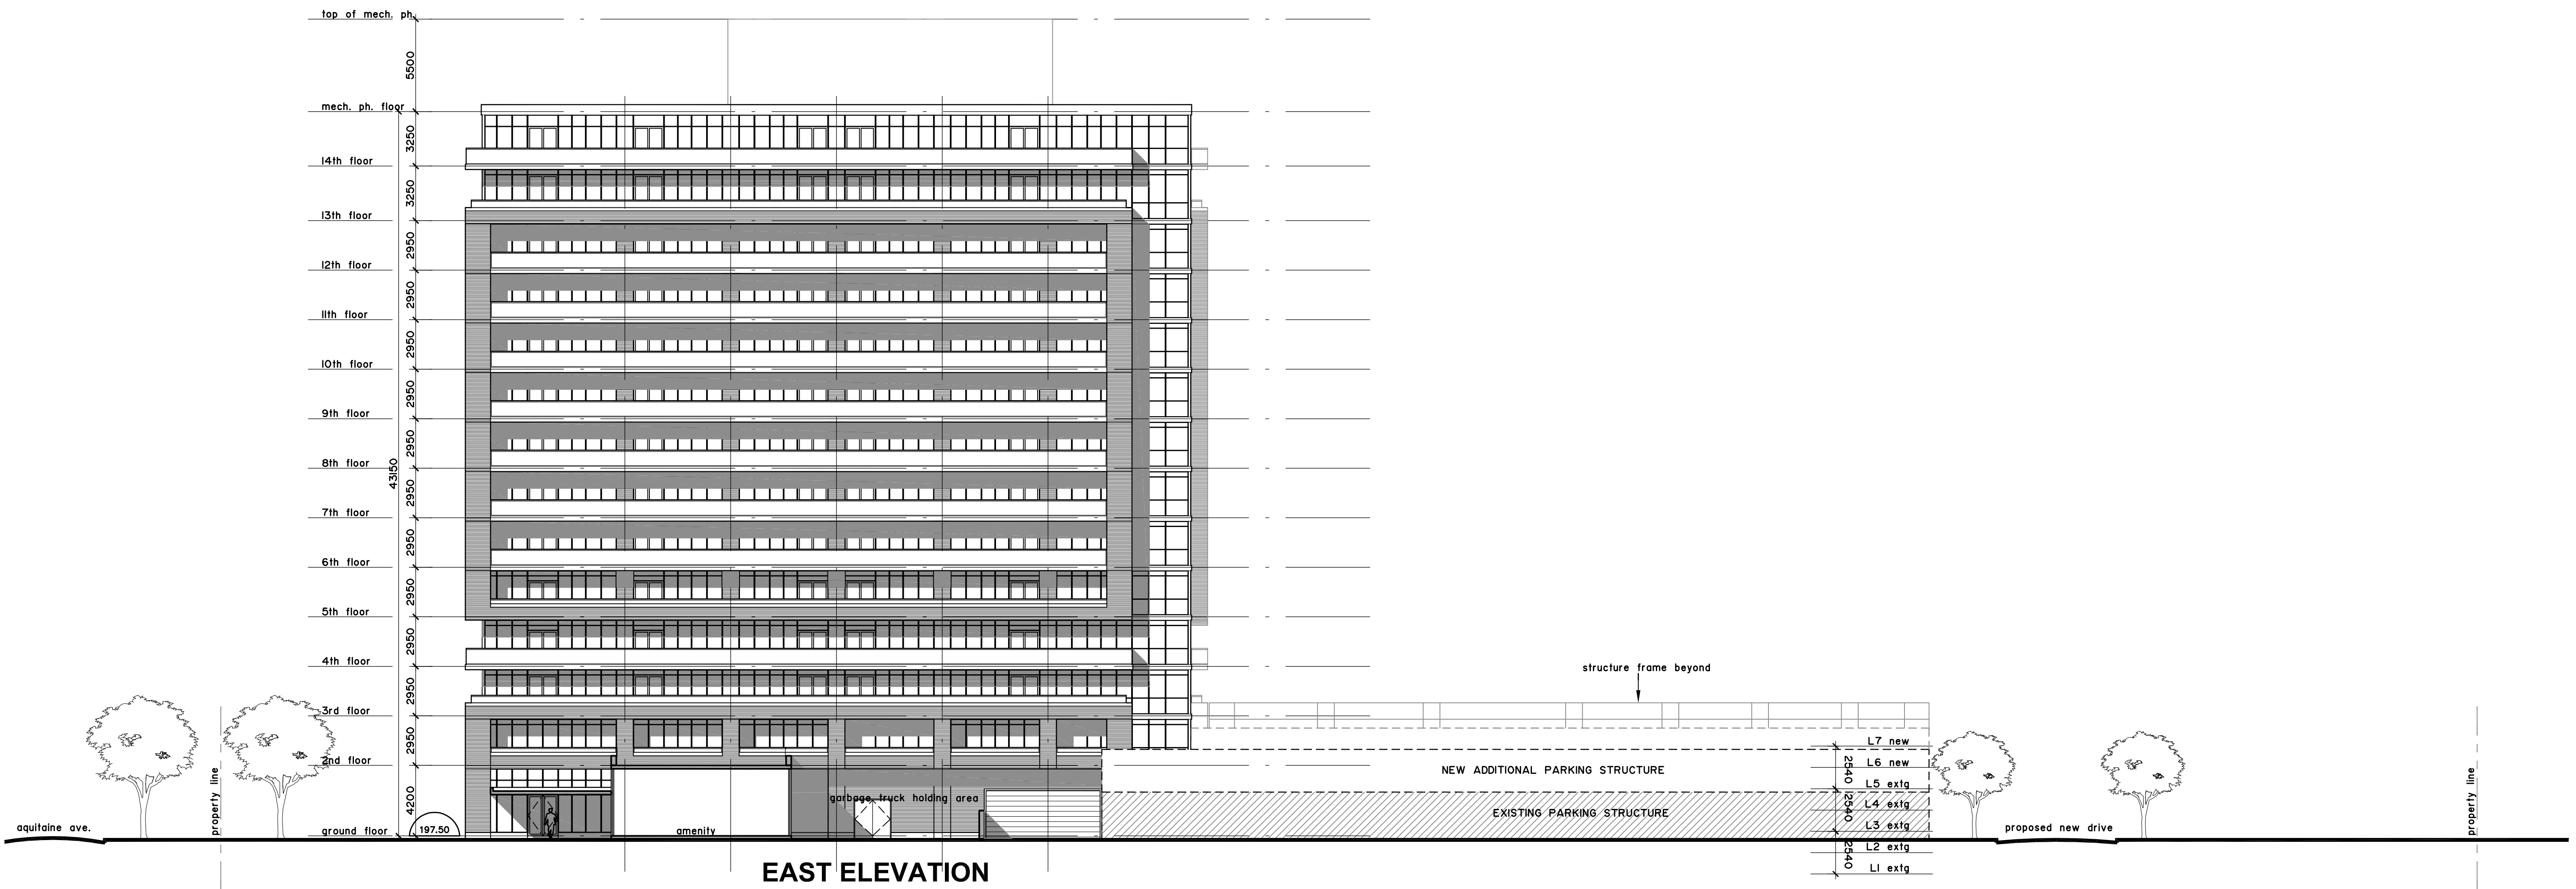 top of mech. ph.
5500
mech. ph. floor
3250
14th floor
3250
13th floor
2950
12th floor
2950
11th floor
2950
10th floor
2950
9th floor
2950
8th floor
43150
2950
7th floor
2950
6th floor
2950
5th floor
2950
4th floor
2950
3rd floor
2950
2nd floor
4200
ground floor
197.50
aquitaine ave.
property line
amenity
garbage truck holding area
structure frame beyond
NEW ADDITIONAL PARKING STRUCTURE
EXISTING PARKING STRUCTURE
L7 new
2540
L6 new
L5 extg
2540
L4 extg
L3 extg
2540
L2 extg
L1 extg
proposed new drive
property line
EAST ELEVATION